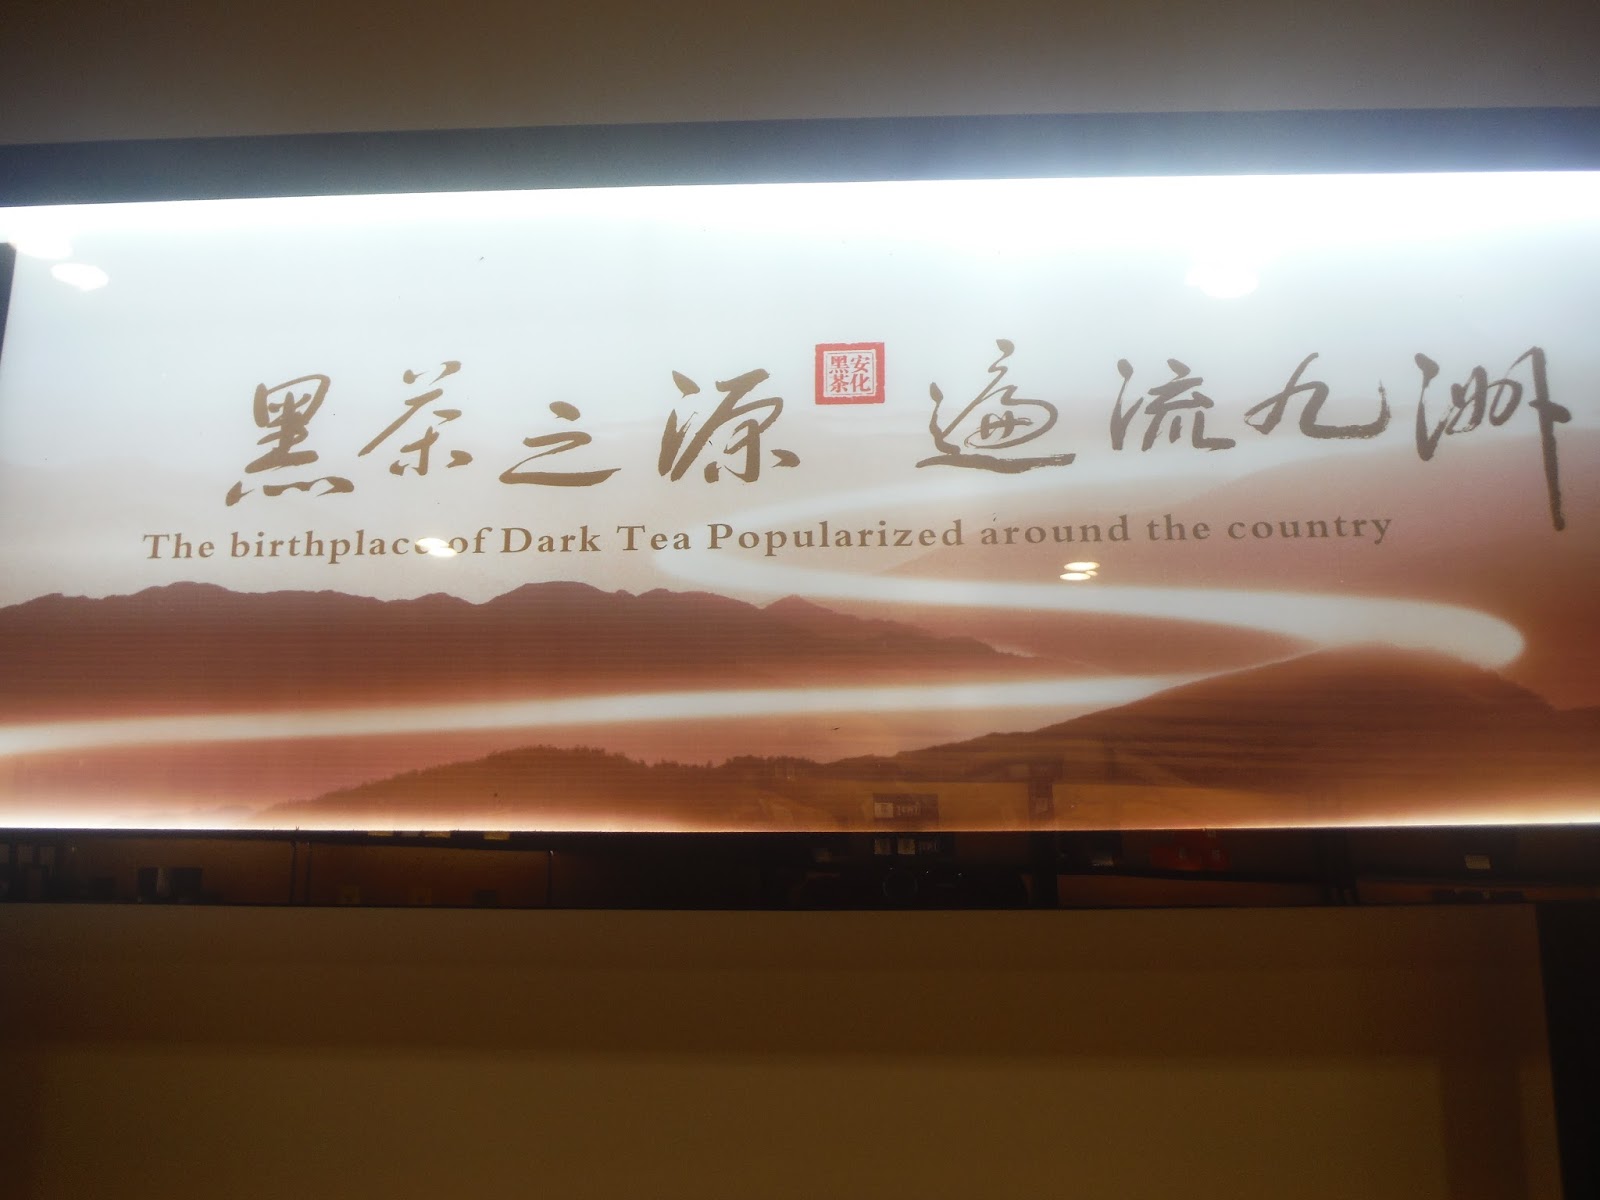 黑茶之源 遍流九洲
安化
黑茶
The birthplace of Dark Tea Popularized around the country